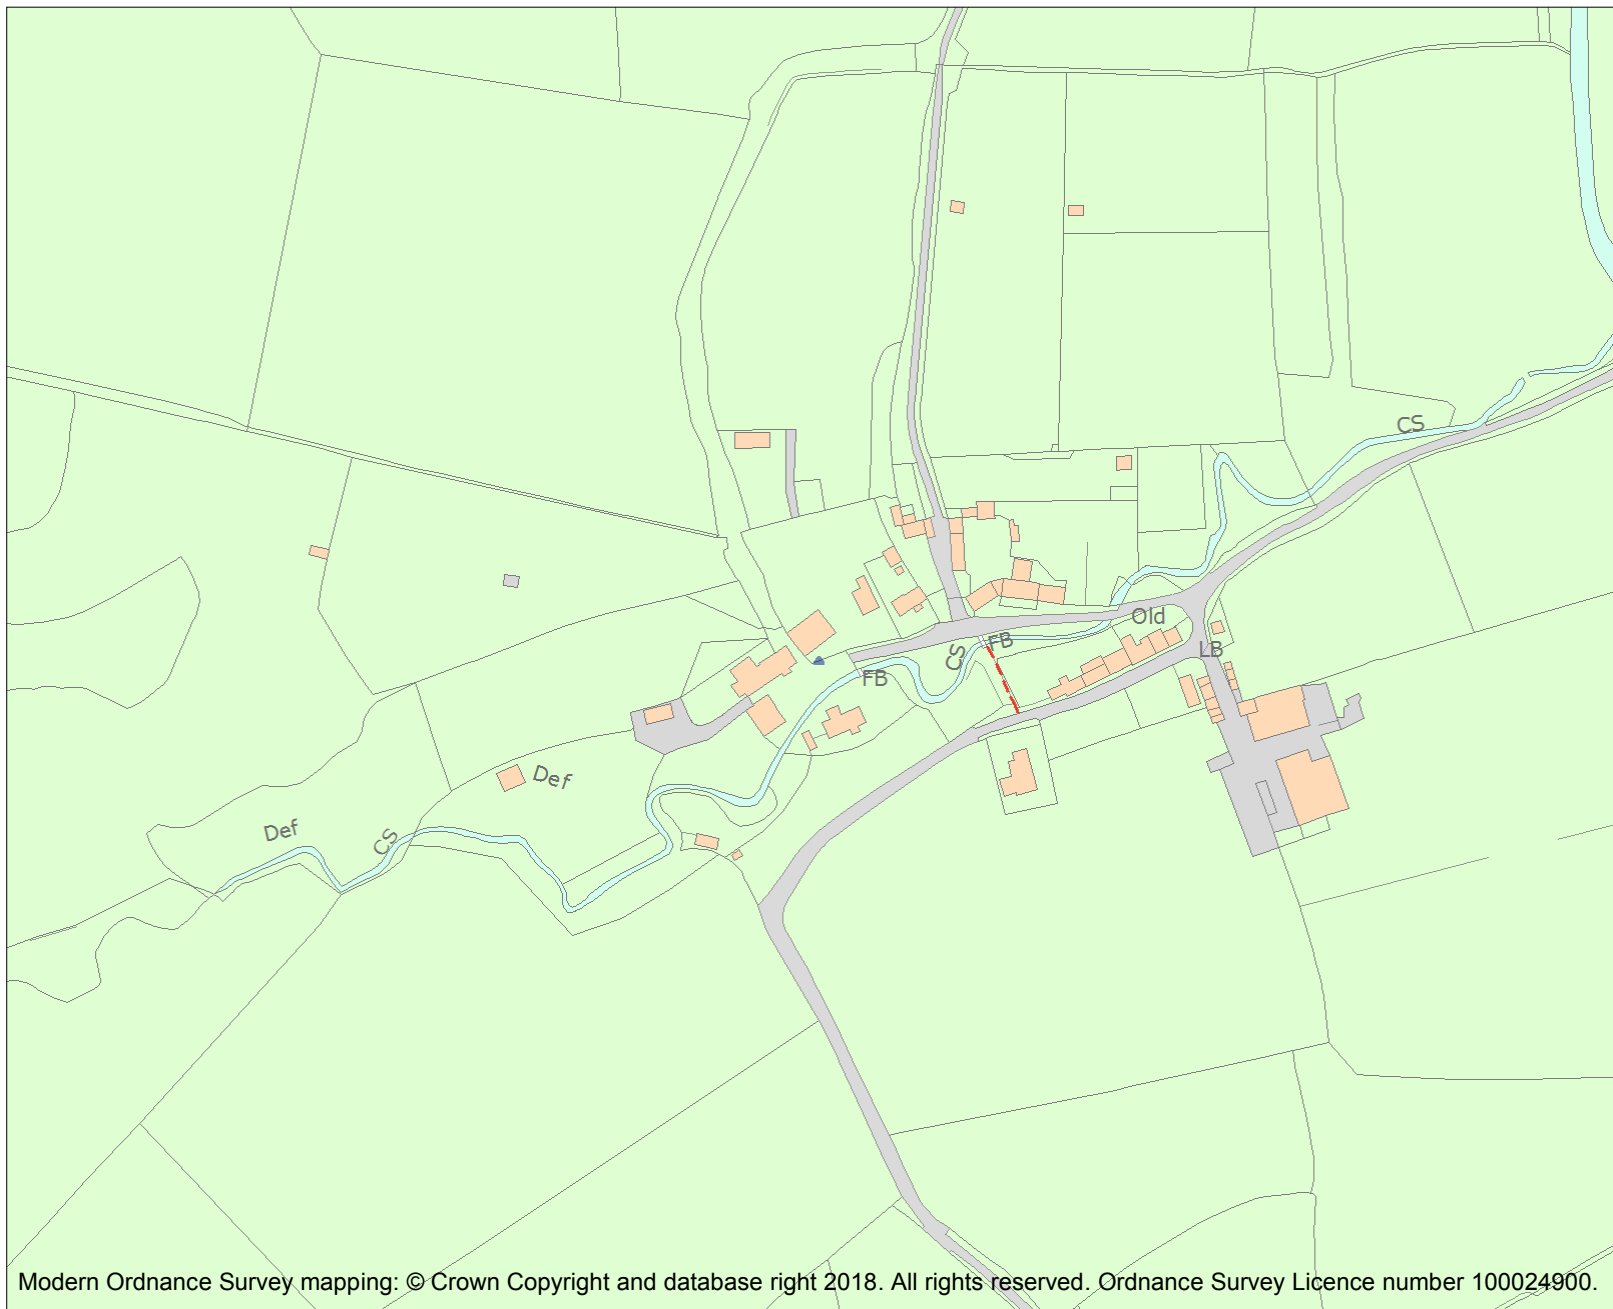 CS
Old
FB
CS
LB
FB
Def
Def
CS
Modern Ordnance Survey mapping: © Crown Copyright and database right 2018. All rights reserved. Ordnance Survey Licence number 100024900.